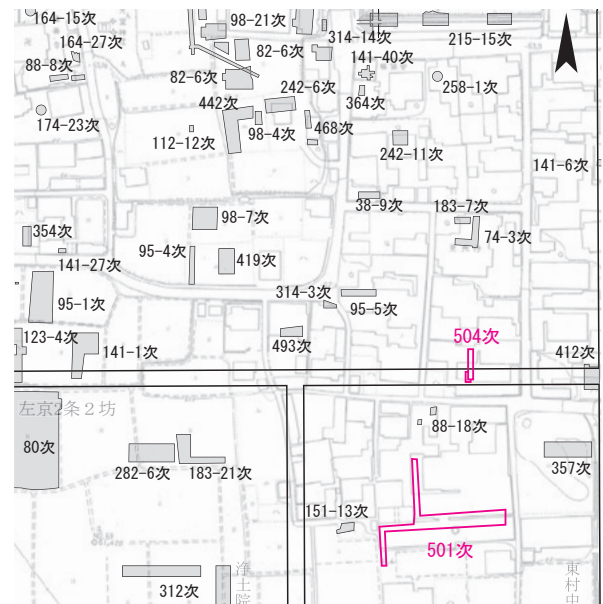 164-15次
98-21次
314-14次
215-15次
164-27次
82-6次
141-40次
88-8次
82-6次
242-6次
258-1次
442次
364次
174-23次
98-4次
468次
112-12次
242-11次
141-6次
38-9次
183-7次
98-7次
354次
74-3次
95-4次
419次
141-27次
314-3次
95-1次
95-5次
504次
123-4次
493次
141-1次
412次
左京2条2坊
88-18次
80次
282-6次
183-21次
357次
151-13次
501次
312次
浄土院
東村中